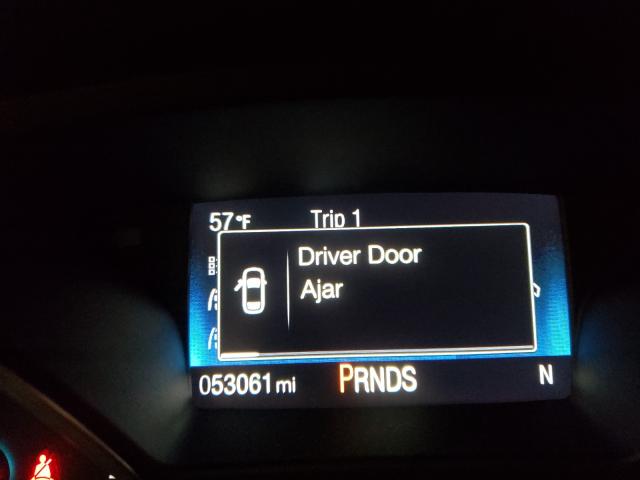 57°F Trip 1
Driver Door
Ajar
053061 mi PRNDS N